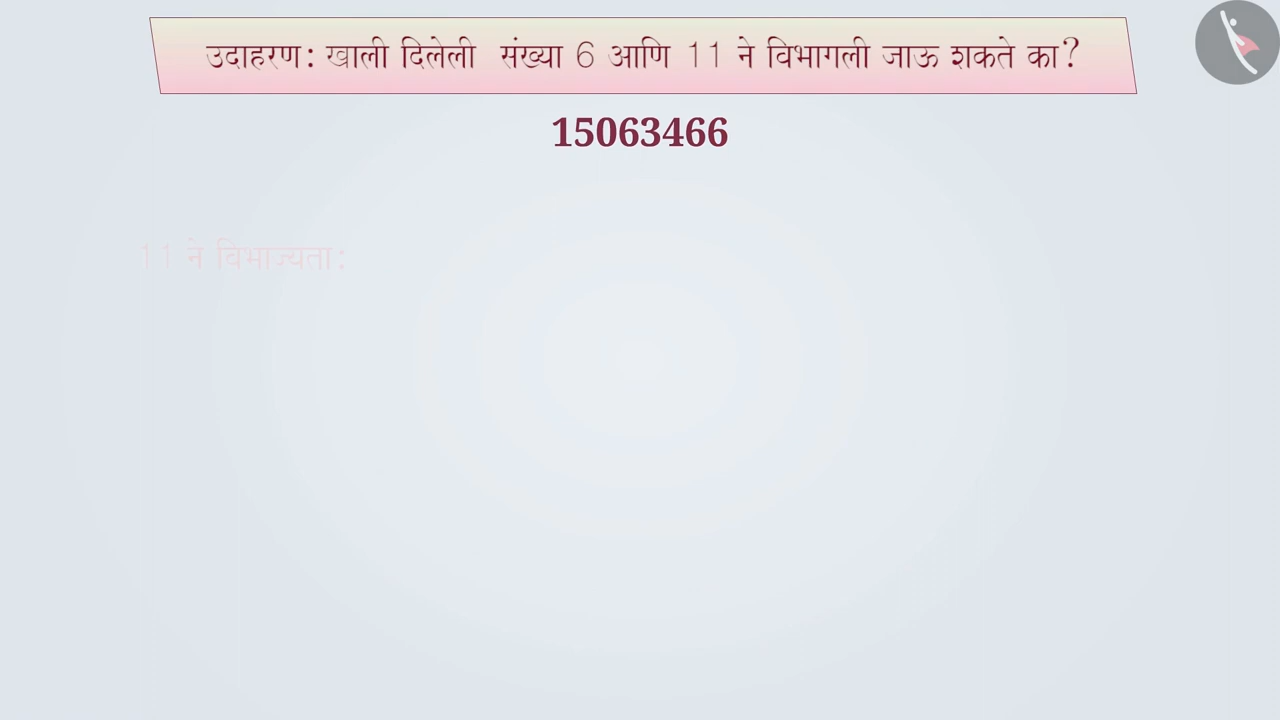 उदाहरण: खाली दिलेली संख्या 6 आणि 11 ने विभागली जाऊ शकते का?
15063466
11 ने विभाज्यता: